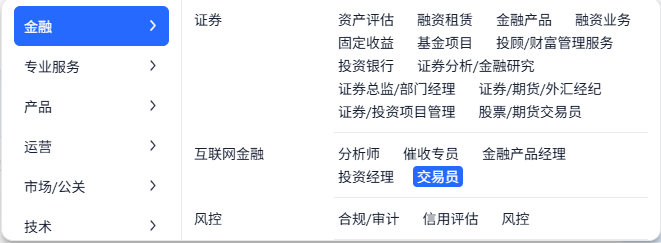 金融
专业服务
产品
运营
市场/公关
技术
证券
资产评估 融资租赁 金融产品 融资业务
固定收益 基金项目 投顾/财富管理服务
投资银行 证券分析/金融研究
证券总监/部门经理 证券/期货/外汇经纪
证券/投资项目管理 股票/期货交易员
互联网金融
分析师 催收专员 金融产品经理
投资经理 交易员
风控
合规/审计 信用评估 风控